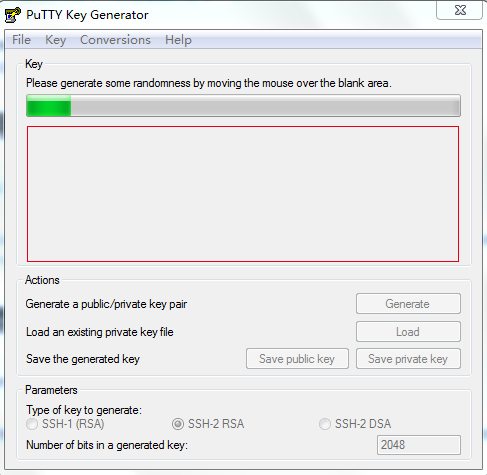 PuTTY Key Generator
File Key Conversions Help
Key
Please generate some randomness by moving the mouse over the blank area.
Actions
Generate a public/private key pair
Generate
Load an existing private key file
Load
Save the generated key
Save public key
Save private key
Parameters
Type of key to generate:
SSH-1 (RSA)
SSH-2 RSA
SSH-2 DSA
Number of bits in a generated key:
2048